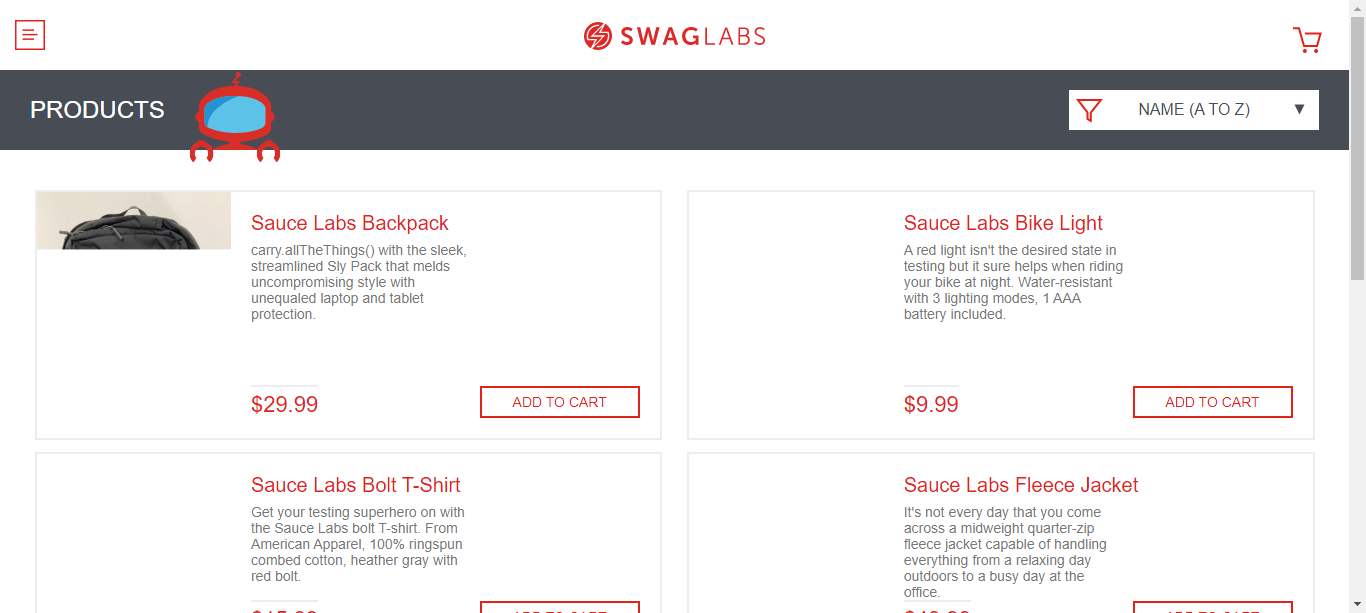 SWAGLABS
PRODUCTS
NAME (A TO Z) ▼
Sauce Labs Backpack
carry.allTheThings() with the sleek,
streamlined Sly Pack that melds
uncompromising style with
unequaled laptop and tablet
protection.
$29.99
ADD TO CART
Sauce Labs Bike Light
A red light isn't the desired state in
testing but it sure helps when riding
your bike at night. Water-resistant
with 3 lighting modes, 1 AAA
battery included.
$9.99
ADD TO CART
Sauce Labs Bolt T-Shirt
Get your testing superhero on with
the Sauce Labs bolt T-shirt. From
American Apparel, 100% ringspun
combed cotton, heather gray with
red bolt.
Sauce Labs Fleece Jacket
It's not every day that you come
across a midweight quarter-zip
fleece jacket capable of handling
everything from a relaxing day
outdoors to a busy day at the
office.